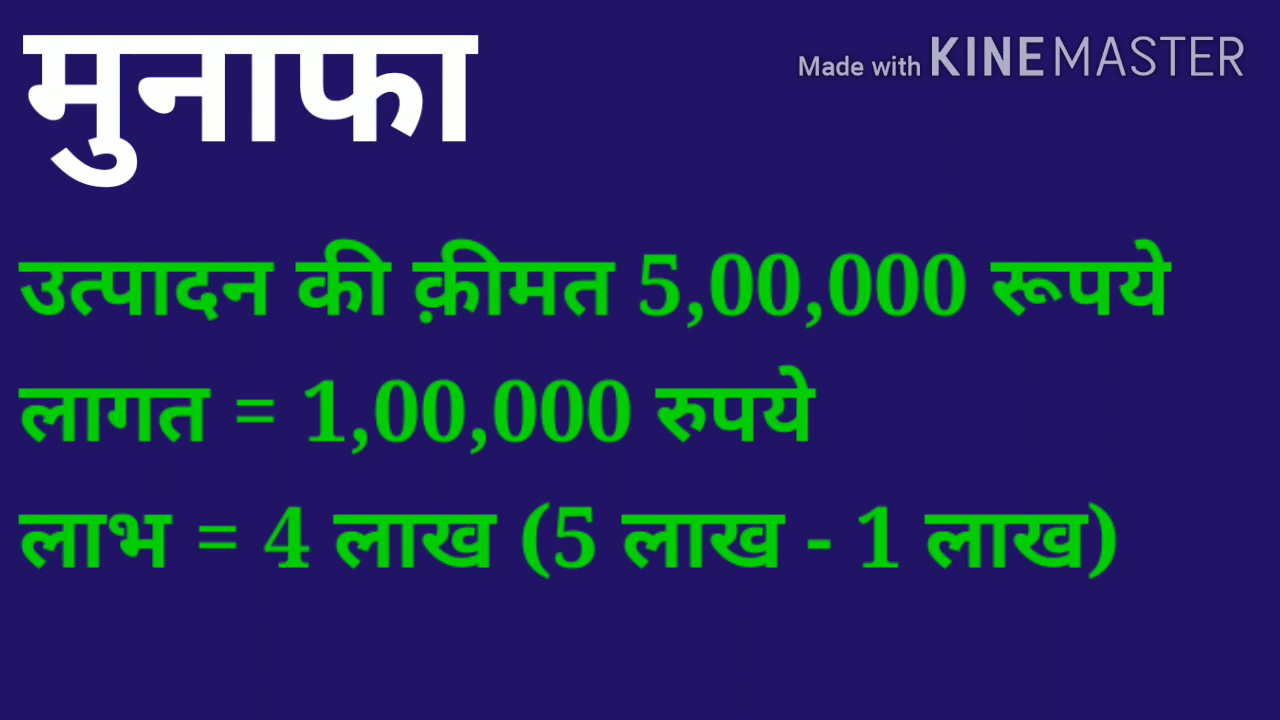 मुनाफा
Made with KINEMASTER
उत्पादन की क़ीमत 5,00,000 रूपये
लागत = 1,00,000 रुपये
लाभ = 4 लाख (5 लाख - 1 लाख)